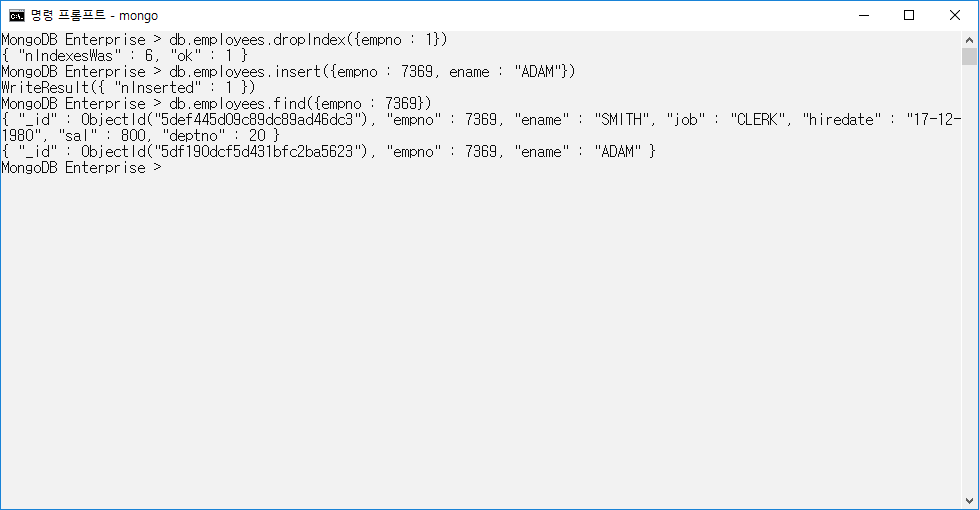 명령 프롬프트 - mongo
MongoDB Enterprise > db.employees.dropIndex({empno : 1})
{ "nIndexesWas" : 6, "ok" : 1 }
MongoDB Enterprise > db.employees.insert({empno : 7369, ename : "ADAM"})
WriteResult({ "nInserted" : 1 })
MongoDB Enterprise > db.employees.find({empno : 7369})
{ "_id" : ObjectId("5def445d09c89dc89ad46dc3"), "empno" : 7369, "ename" : "SMITH", "job" : "CLERK", "hiredate" : "17-12-
1980", "sal" : 800, "deptno" : 20 }
{ "_id" : ObjectId("5df190dcf5d431bfc2ba5623"), "empno" : 7369, "ename" : "ADAM" }
MongoDB Enterprise >